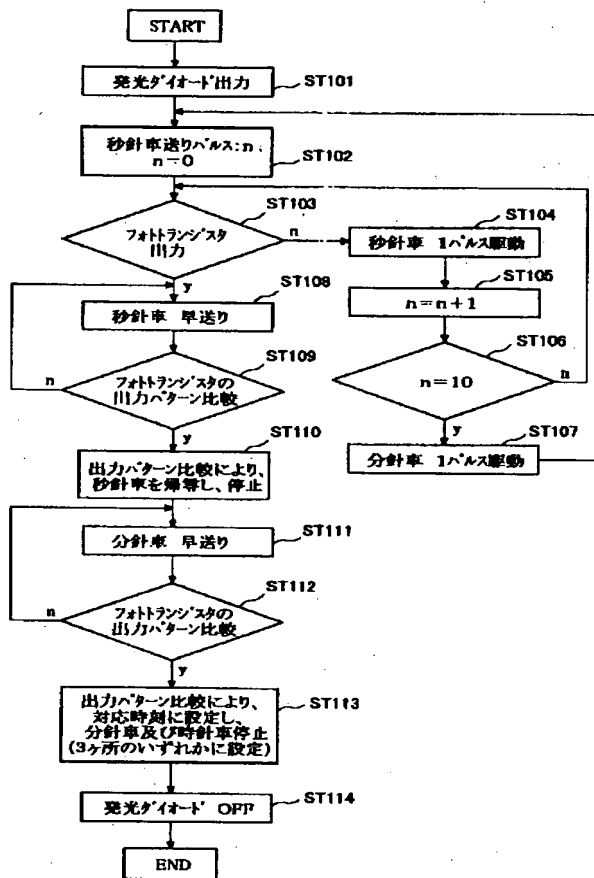 START
発光ダイオード出力
ST101
秒針車送りパルス:n,
n=0
ST102
ST103
フォトトランジスタ
出力
n
y
ST104
秒針車 1パルス駆動
ST105
n=n+1
ST106
n=10
n
y
ST107
分針車 1パルス駆動
ST108
秒針車 早送り
ST109
フォトトランジスタの
出力パターン比較
n
y
ST110
出力パターン比較により、
秒針車を帰零し、停止
ST111
分針車 早送り
ST112
フォトトランジスタの
出力パターン比較
n
y
ST113
出力パターン比較により、
対応時刻に設定し、
分針車及び時針車停止
(3ヶ所のいずれかに設定)
ST114
発光ダイオード OFF
END